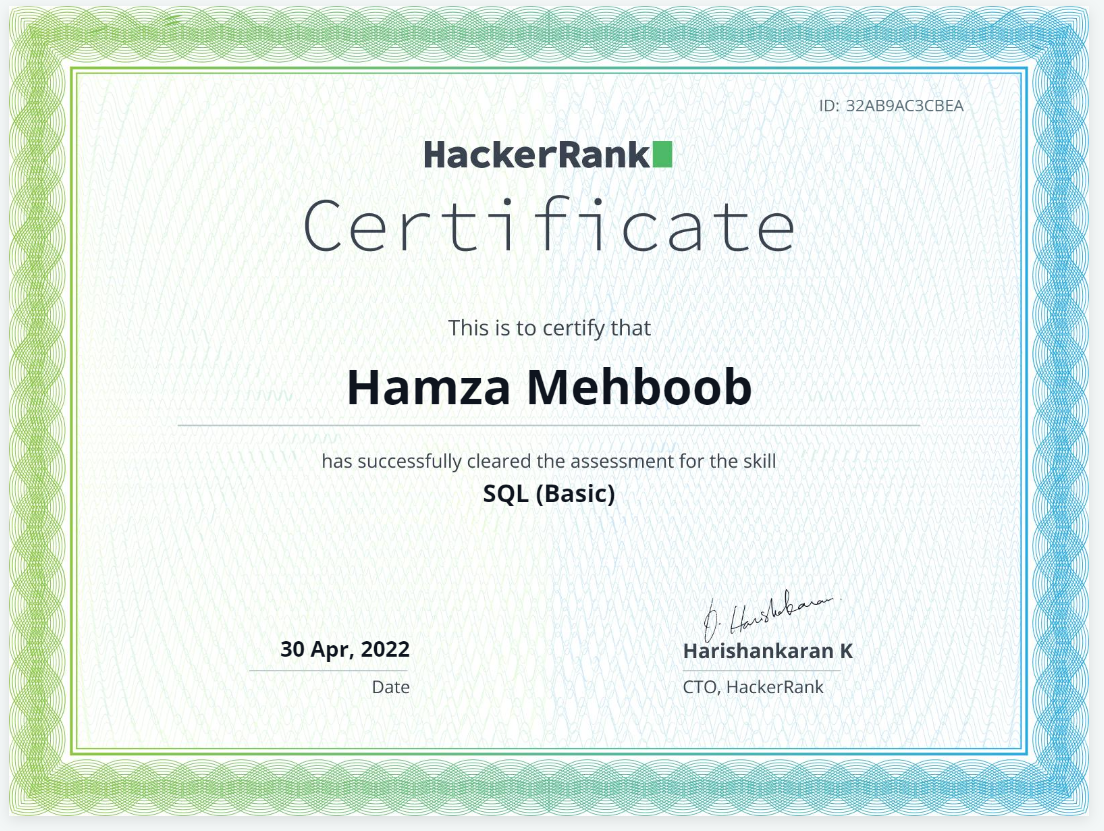 ID: 32AB9AC3CBEA
HackerRank
Certificate
This is to certify that
Hamza Mehboob
has successfully cleared the assessment for the skill
SQL (Basic)
30 Apr, 2022
Date
Harishankaran K
CTO, HackerRank